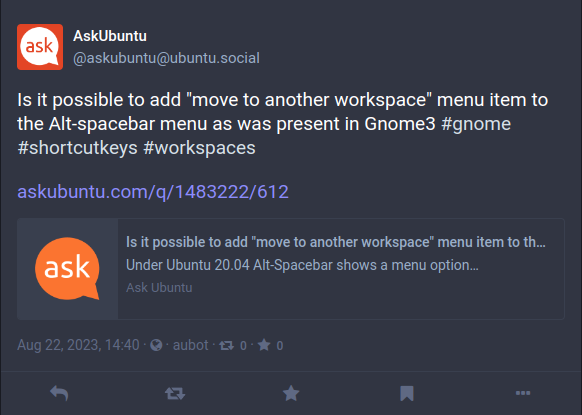 ask
AskUbuntu
@askubuntu@ubuntu.social
Is it possible to add "move to another workspace" menu item to
the Alt-spacebar menu as was present in Gnome3 #gnome
#shortcutkeys #workspaces
askubuntu.com/q/1483222/612
ask
Is it possible to add "move to another workspace" menu item to th...
Under Ubuntu 20.04 Alt-Spacebar shows a menu option...
Ask Ubuntu
Aug 22, 2023, 14:40 · · aubot · 0 · 0